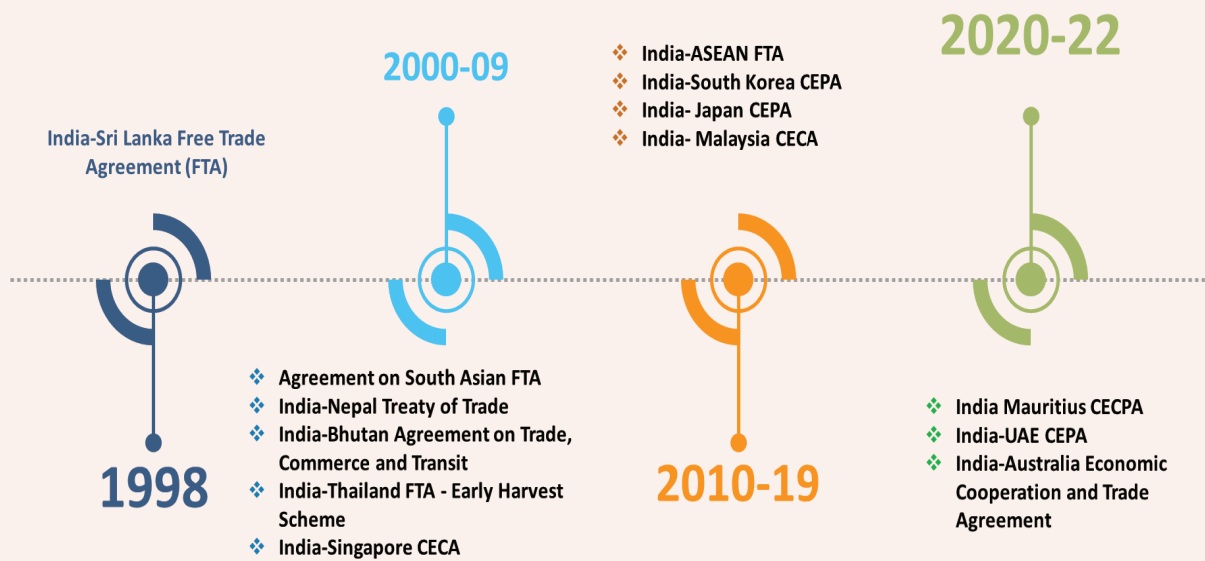 India-Sri Lanka Free Trade
Agreement (FTA)
1998
2000-09
❖ Agreement on South Asian FTA
❖ India-Nepal Treaty of Trade
❖ India-Bhutan Agreement on Trade,
Commerce and Transit
❖ India-Thailand FTA - Early Harvest
Scheme
❖ India-Singapore CECA
❖ India-ASEAN FTA
❖ India-South Korea CEPA
❖ India- Japan CEPA
❖ India- Malaysia CECA
2010-19
2020-22
❖ India Mauritius CECPA
❖ India-UAE CEPA
❖ India-Australia Economic
Cooperation and Trade
Agreement